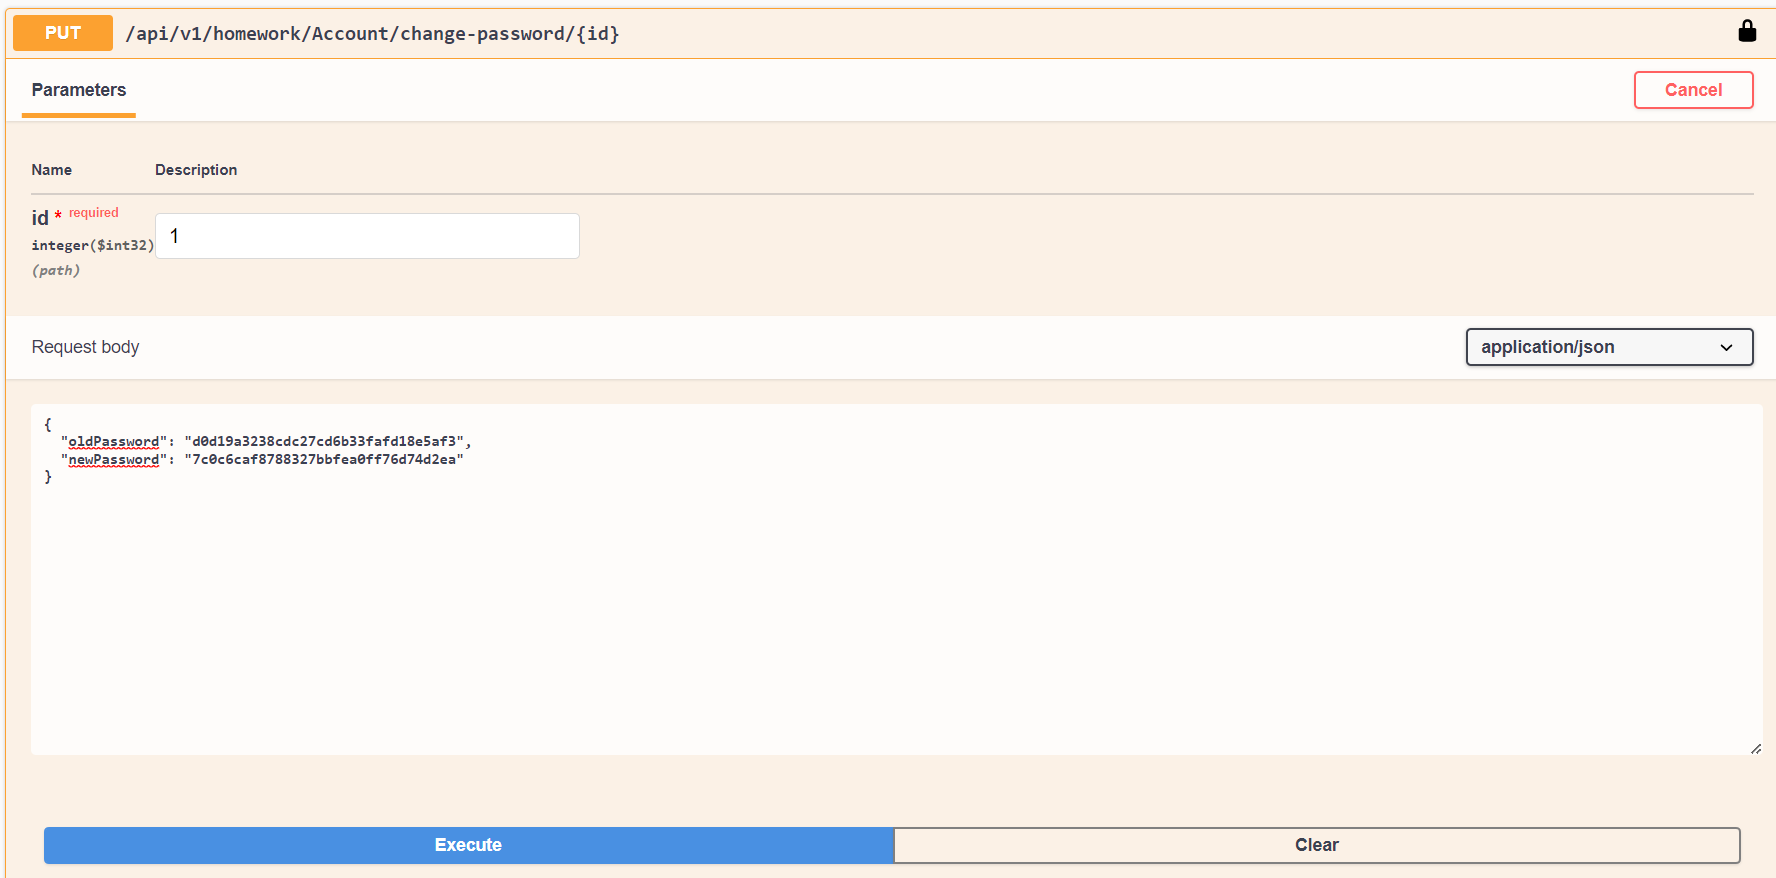 PUT /api/v1/homework/Account/change-password/{id}
Parameters
Cancel
Name Description
id * required
integer($int32)
(path)
1
Request body
application/json
{
  "oldPassword": "d0d19a3238cdc27cd6b33fafd18e5af3",
  "newPassword": "7c0c6caf8788327bbfea0ff76d74d2ea"
}
Execute
Clear